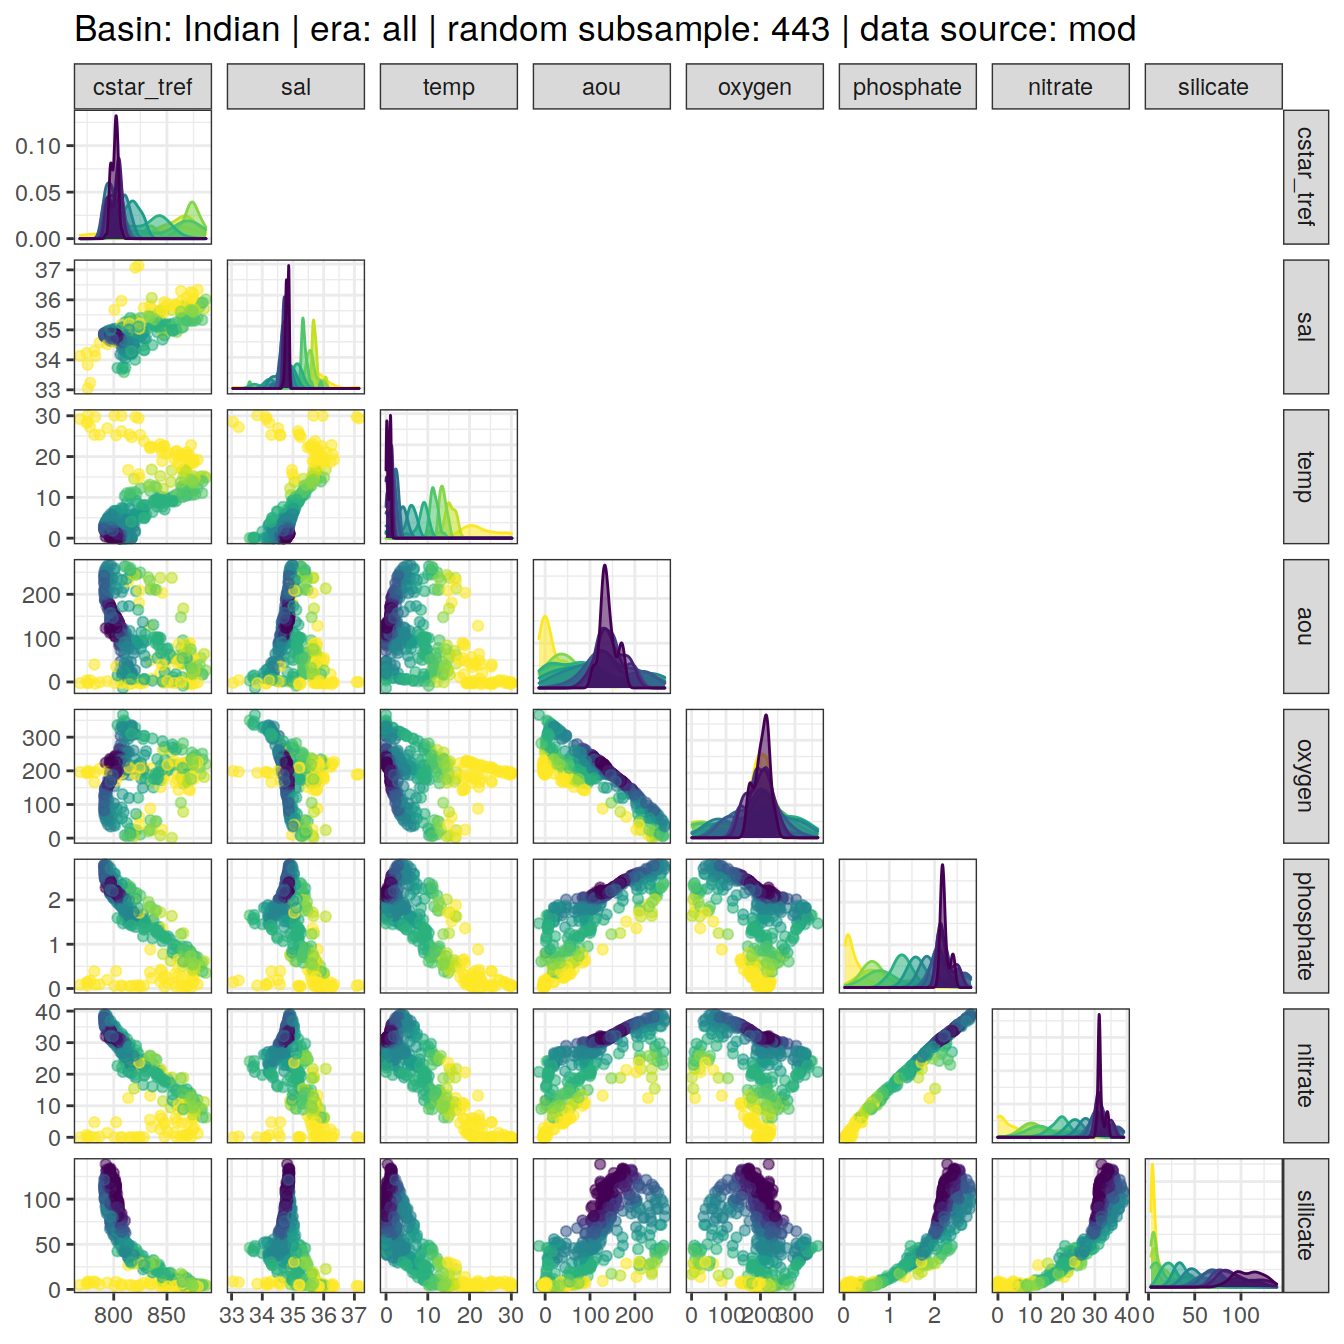 Basin: Indian | era: all | random subsample: 443 | data source: mod
cstar_tref sal temp aou oxygen phosphate nitrate silicate
0.10
0.05
0.00
cstar_tref
37
36
35
34
33
sal
30
20
10
0
temp
200
100
0
aou
300
200
100
0
oxygen
2
1
0
phosphate
40
30
20
10
0
nitrate
100
50
0
silicate
800 850 33 34 35 36 37 0 10 20 30 0 100 200 0 100 200 300 0 1 2 0 10 20 30 40 0 50 100